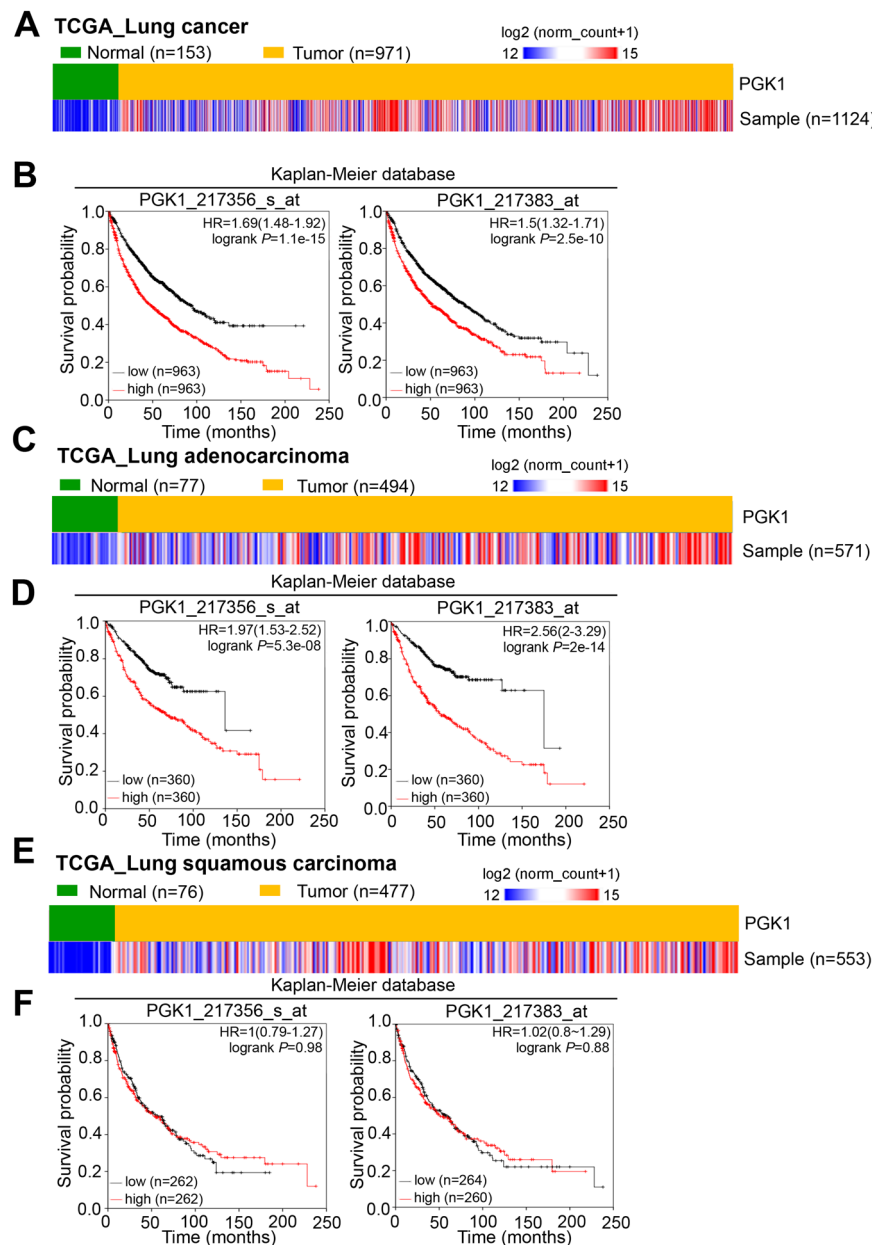 A
TCGA_Lung cancer
Normal (n=153) Tumor (n=971)
log2 (norm_count+1)
12 15
PGK1
Sample (n=1124)
B
Kaplan-Meier database
PGK1_217356_s_at
Survival probability
1.0
0.8
0.6
0.4
0.2
0.0
HR=1.69(1.48-1.92)
logrank P=1.1e-15
low (n=963)
high (n=963)
0 50 100 150 200 250
Time (months)
PGK1_217383_at
Survival probability
1.0
0.8
0.6
0.4
0.2
0.0
HR=1.5(1.32-1.71)
logrank P=2.5e-10
low (n=963)
high (n=963)
0 50 100 150 200 250
Time (months)
C
TCGA_Lung adenocarcinoma
Normal (n=77) Tumor (n=494)
log2 (norm_count+1)
12 15
PGK1
Sample (n=571)
D
Kaplan-Meier database
PGK1_217356_s_at
Survival probability
1.0
0.8
0.6
0.4
0.2
0.0
HR=1.97(1.53-2.52)
logrank P=5.3e-08
low (n=360)
high (n=360)
0 50 100 150 200 250
Time (months)
PGK1_217383_at
Survival probability
1.0
0.8
0.6
0.4
0.2
0.0
HR=2.56(2-3.29)
logrank P=2e-14
low (n=360)
high (n=360)
0 50 100 150 200 250
Time (months)
E
TCGA_Lung squamous carcinoma
Normal (n=76) Tumor (n=477)
log2 (norm_count+1)
12 15
PGK1
Sample (n=553)
F
Kaplan-Meier database
PGK1_217356_s_at
Survival probability
1.0
0.8
0.6
0.4
0.2
0.0
HR=1(0.79-1.27)
logrank P=0.98
low (n=262)
high (n=262)
0 50 100 150 200 250
Time (months)
PGK1_217383_at
Survival probability
1.0
0.8
0.6
0.4
0.2
0.0
HR=1.02(0.8~1.29)
logrank P=0.88
low (n=264)
high (n=260)
0 50 100 150 200 250
Time (months)